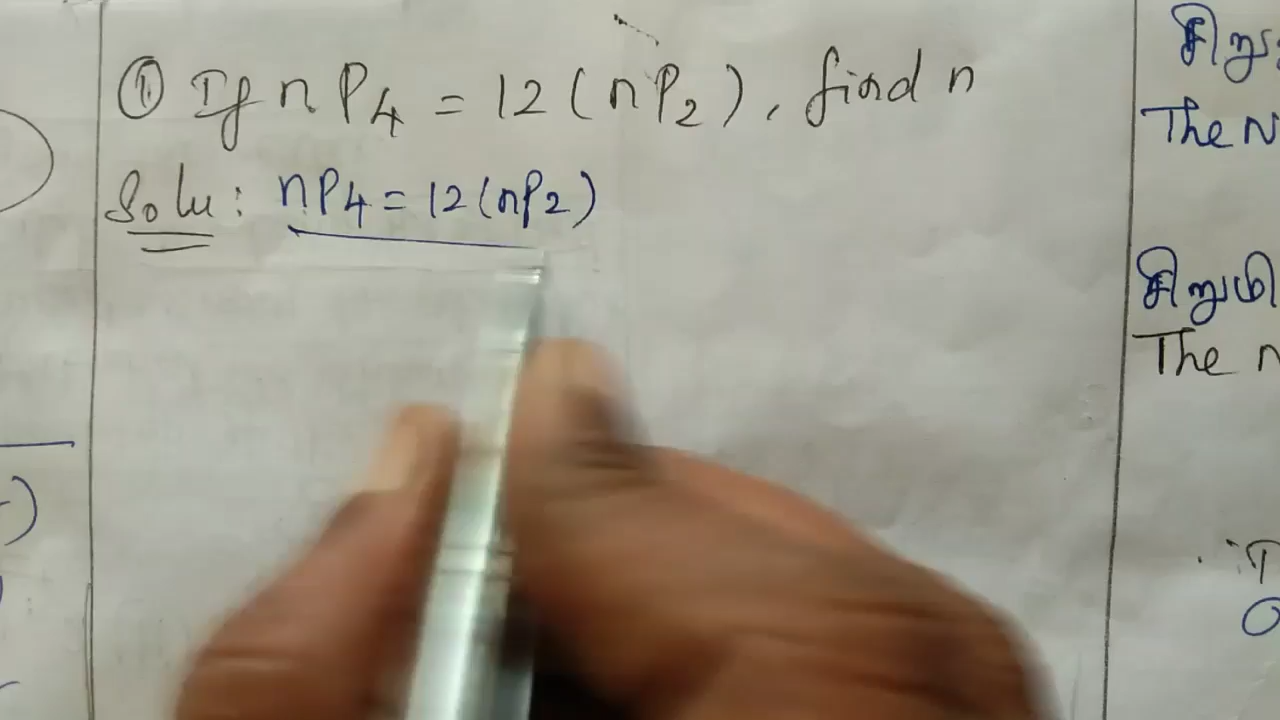 ① If nP4 = 12(nP2), find n
Solu: nP4 = 12(nP2)
சிறு
The N
சிறுமி
The n